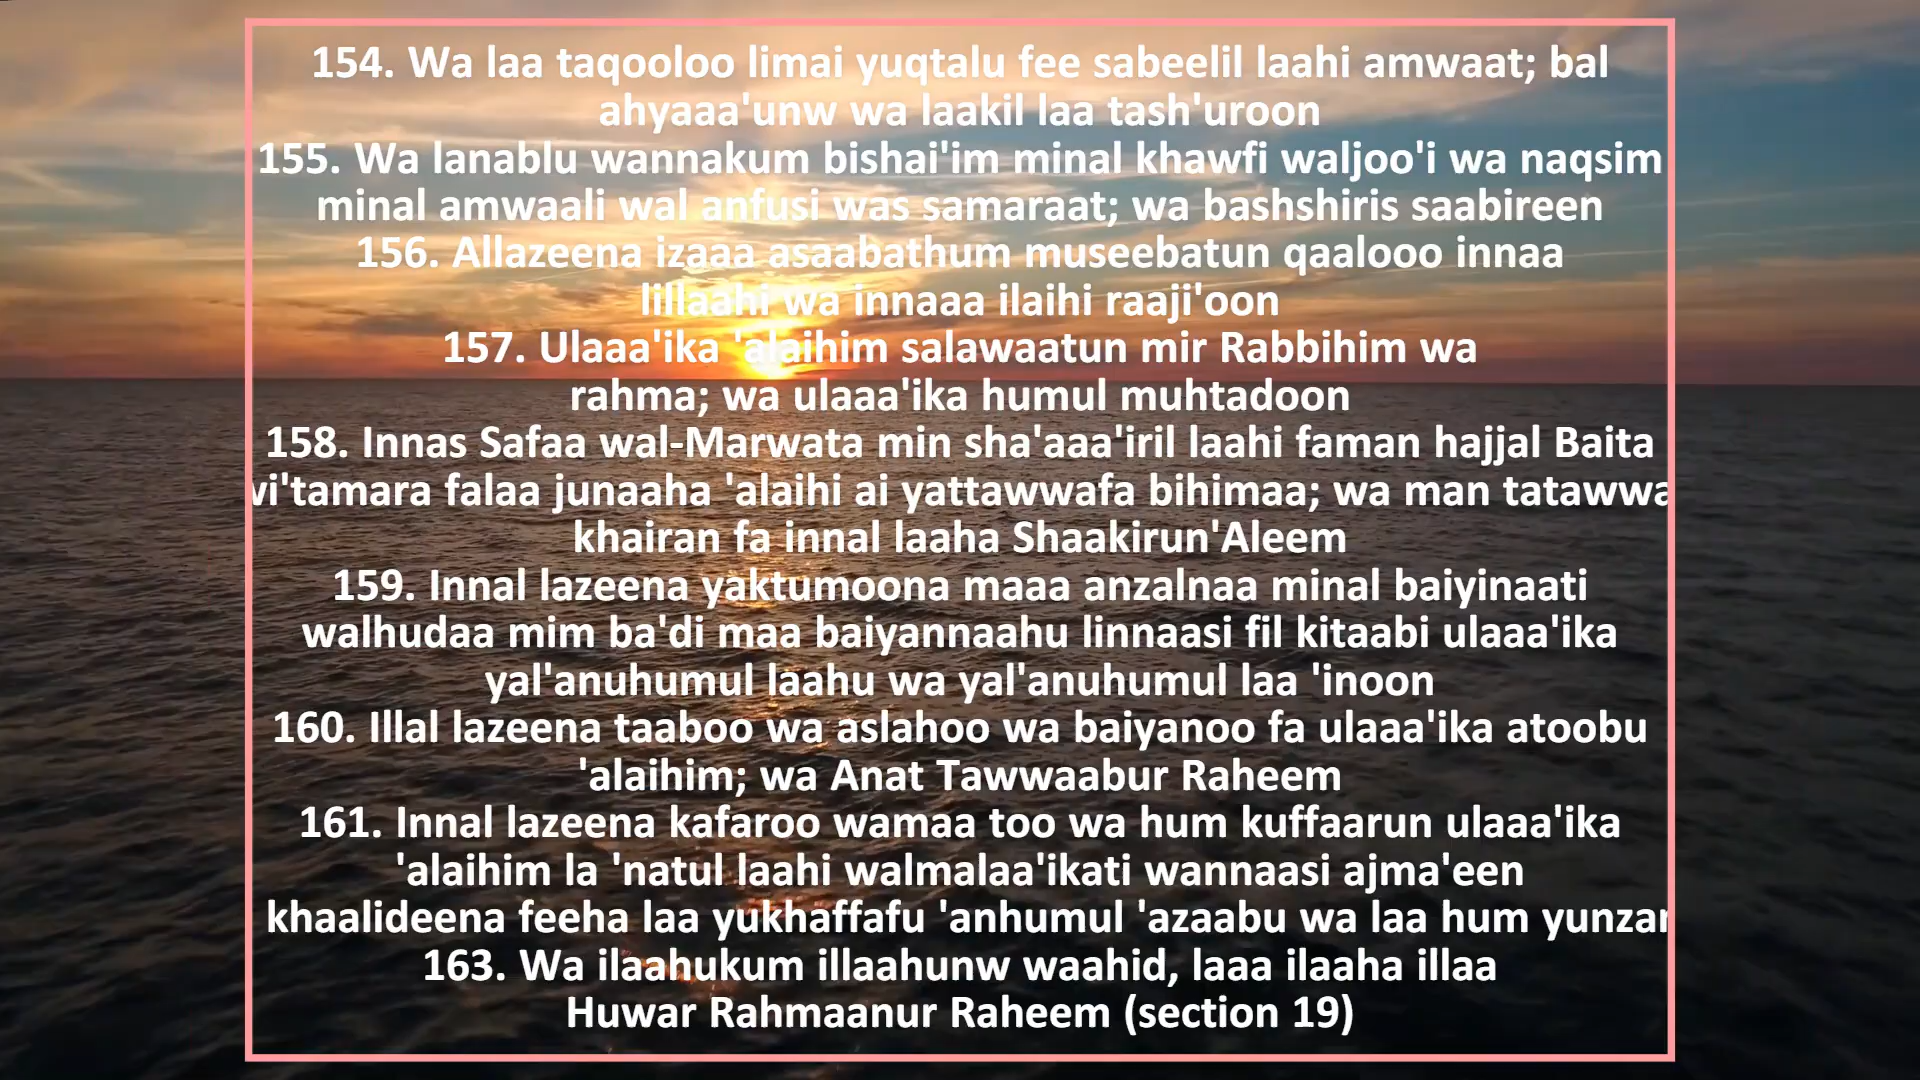 154. Wa laa taqooloo limai yuqtalu fee sabeelil laahi amwaat; bal
ahyaaa'unw wa laakil laa tash'uroon
155. Wa lanablu wannakum bishai'im minal khawfi waljoo'i wa naqsim
minal amwaali wal anfusi was samaraat; wa bashshiris saabireen
156. Allazeena izaaa asaabathum museebatun qaalooo innaa
lillaahi wa innaaa ilaihi raaji'oon
157. Ulaaa'ika 'alaihim salawaatun mir Rabbihim wa
rahma; wa ulaaa'ika humul muhtadoon
158. Innas Safaa wal-Marwata min sha'aaa'iril laahi faman hajjal Baita
vi'tamara falaa junaaha 'alaihi ai yattawwafa bihimaa; wa man tatawwa
khairan fa innal laaha Shaakirun'Aleem
159. Innal lazeena yaktumoona maaa anzalnaa minal baiyinaati
walhudaa mim ba'di maa baiyannaahu linnaasi fil kitaabi ulaaa'ika
yal'anuhumul laahu wa yal'anuhumul laa 'inoon
160. Illal lazeena taaboo wa aslahoo wa baiyanoo fa ulaaa'ika atoobu
'alaihim; wa Anat Tawwaabur Raheem
161. Innal lazeena kafaroo wamaa too wa hum kuffaarun ulaaa'ika
'alaihim la 'natul laahi walmalaa'ikati wannaasi ajma'een
khaalideena feeha laa yukhaffafu 'anhumul 'azaabu wa laa hum yunzar
163. Wa ilaahukum illaahunw waahid, laaa ilaaha illaa
Huwar Rahmaanur Raheem (section 19)